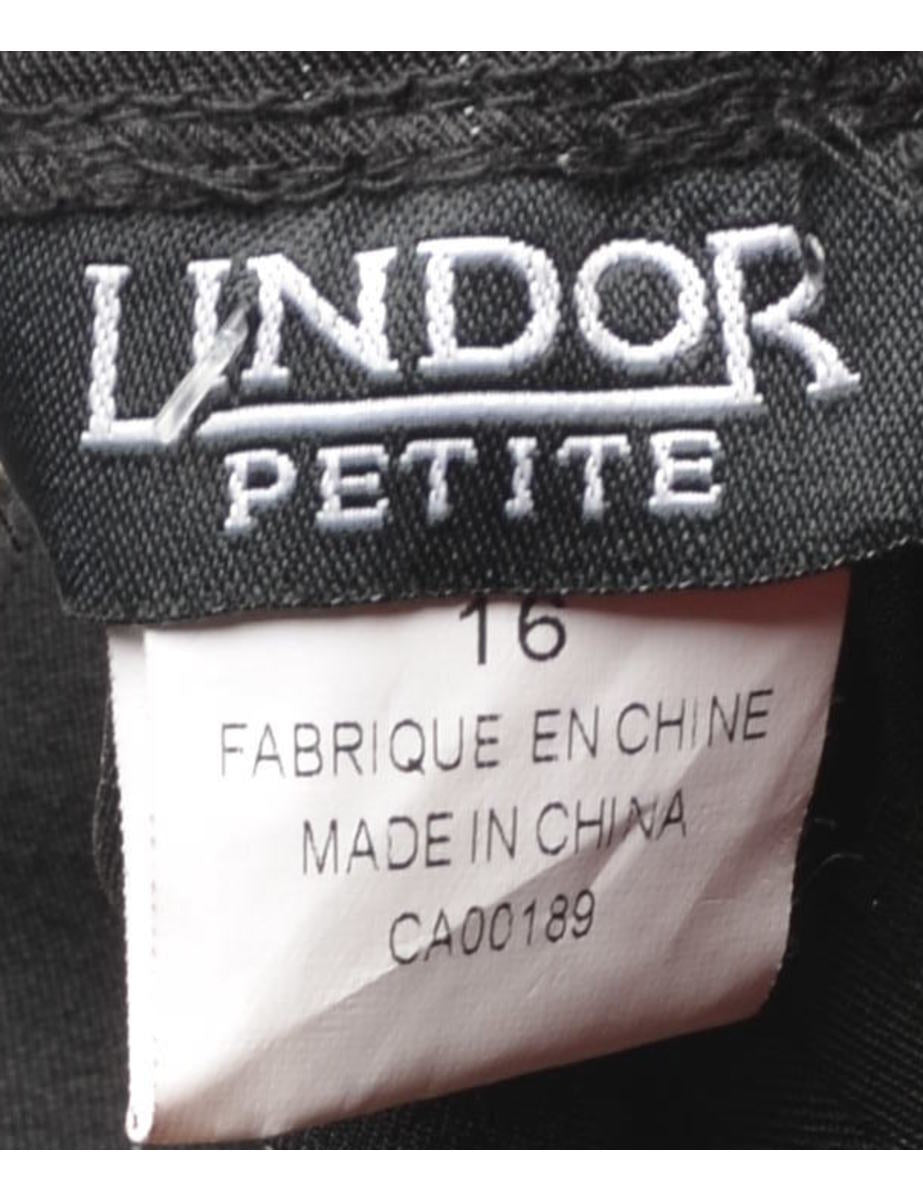 LINDOR
PETITE
16
FABRIQUE EN CHINE
MADE IN CHINA
CA00189